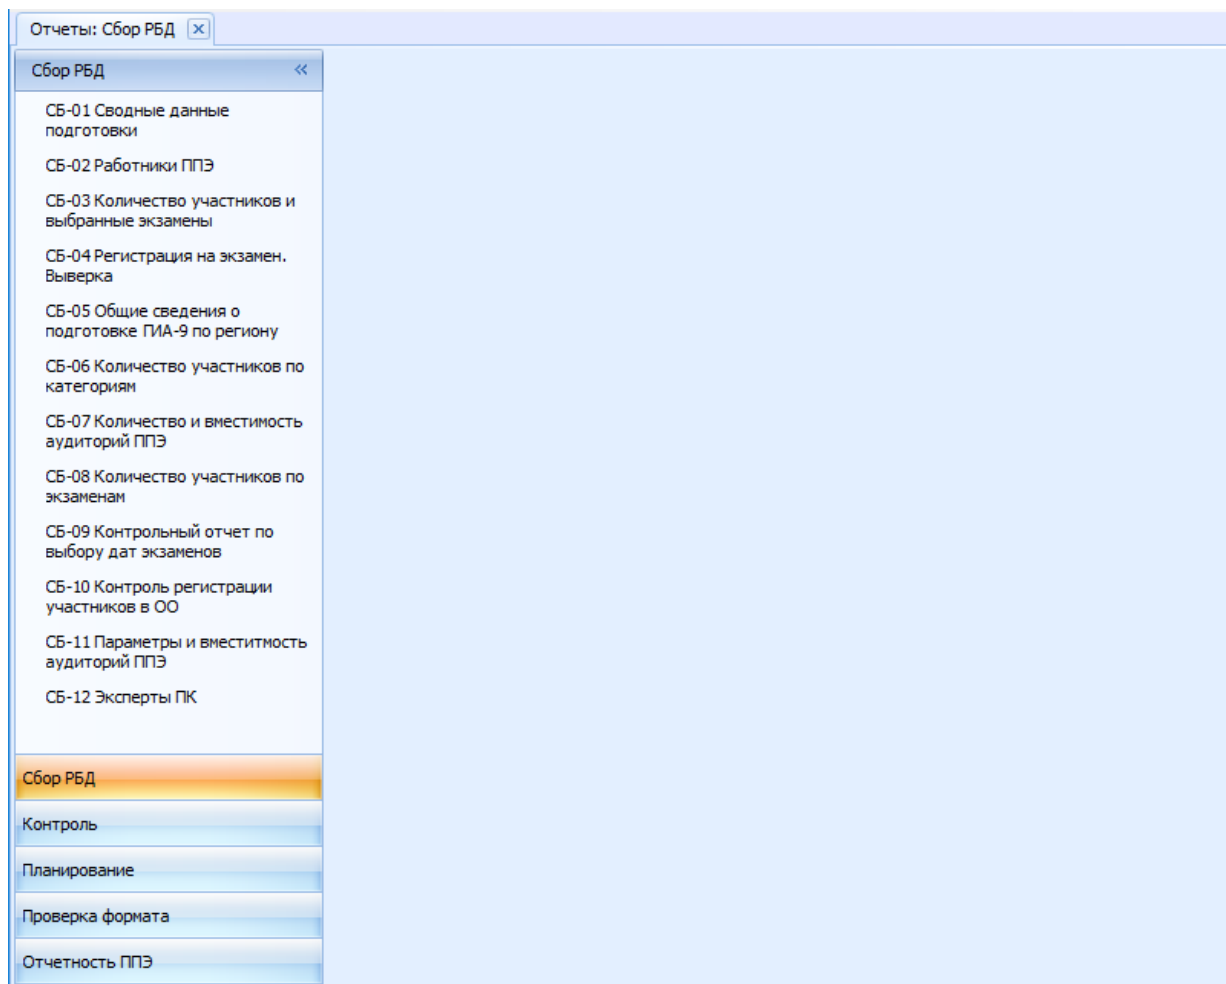 Отчеты: Сбор РБД
Сбор РБД
СБ-01 Сводные данные
подготовки
СБ-02 Работники ППЭ
СБ-03 Количество участников и
выбранные экзамены
СБ-04 Регистрация на экзамен.
Выверка
СБ-05 Общие сведения о
подготовке ГИА-9 по региону
СБ-06 Количество участников по
категориям
СБ-07 Количество и вместимость
аудиторий ППЭ
СБ-08 Количество участников по
экзаменам
СБ-09 Контрольный отчет по
выбору дат экзаменов
СБ-10 Контроль регистрации
участников в ОО
СБ-11 Параметры и вместитмость
аудиторий ППЭ
СБ-12 Эксперты ПК
Сбор РБД
Контроль
Планирование
Проверка формата
Отчетность ППЭ